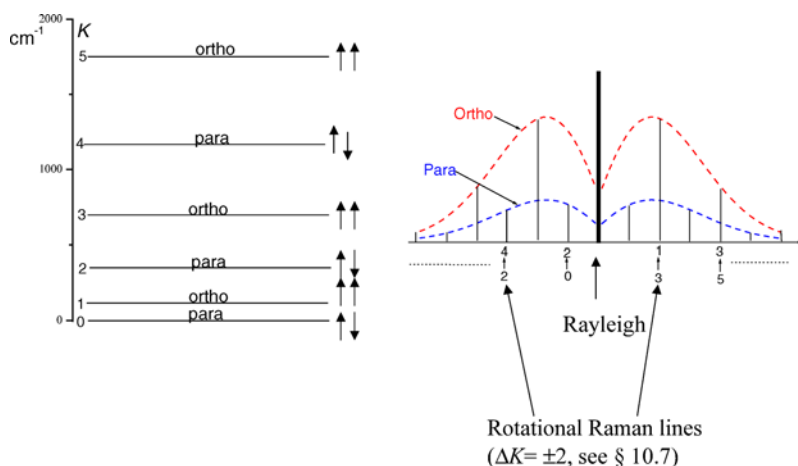 2000
cm-1
K
5 ortho
4 para
1000
3 ortho
2 para
1 ortho
0 para
0
Ortho
Para
4 2 1 3
2 0 3 5
Rayleigh
Rotational Raman lines
(ΔK= ±2, see § 10.7)